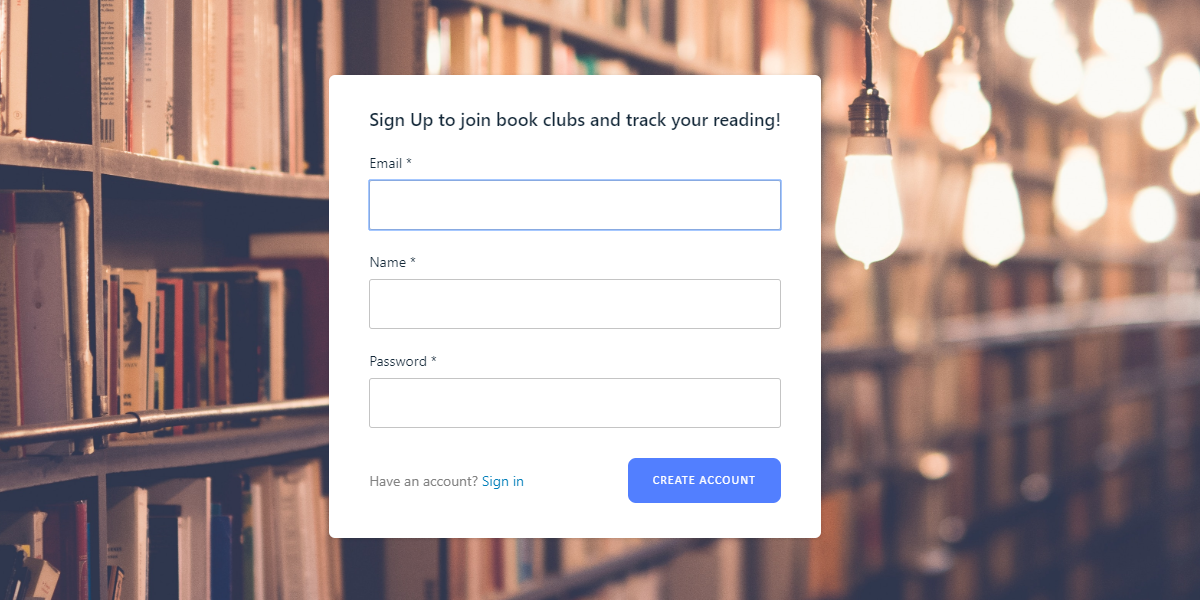 Sign Up to join book clubs and track your reading!
Email *
Name *
Password *
Have an account? Sign in
CREATE ACCOUNT